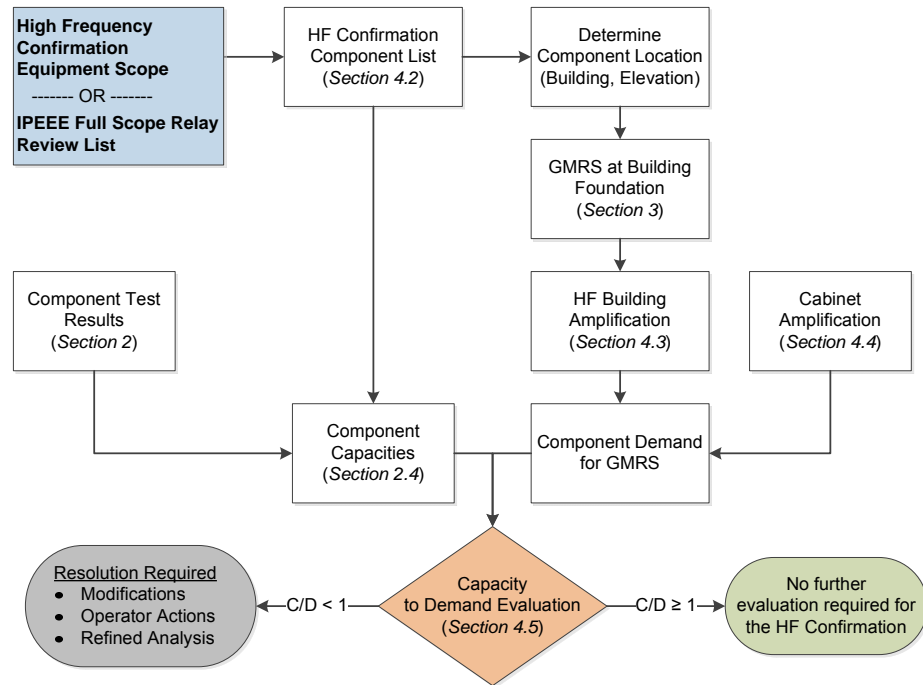 High Frequency
Confirmation
Equipment Scope
------- OR -------
IPEEE Full Scope Relay
Review List
HF Confirmation
Component List
(Section 4.2)
Determine
Component Location
(Building, Elevation)
GMRS at Building
Foundation
(Section 3)
Component Test
Results
(Section 2)
HF Building
Amplification
(Section 4.3)
Cabinet
Amplification
(Section 4.4)
Component
Capacities
(Section 2.4)
Component Demand
for GMRS
Resolution Required
● Modifications
● Operator Actions
● Refined Analysis
C/D < 1
Capacity
to Demand Evaluation
(Section 4.5)
C/D ≥ 1
No further
evaluation required for
the HF Confirmation